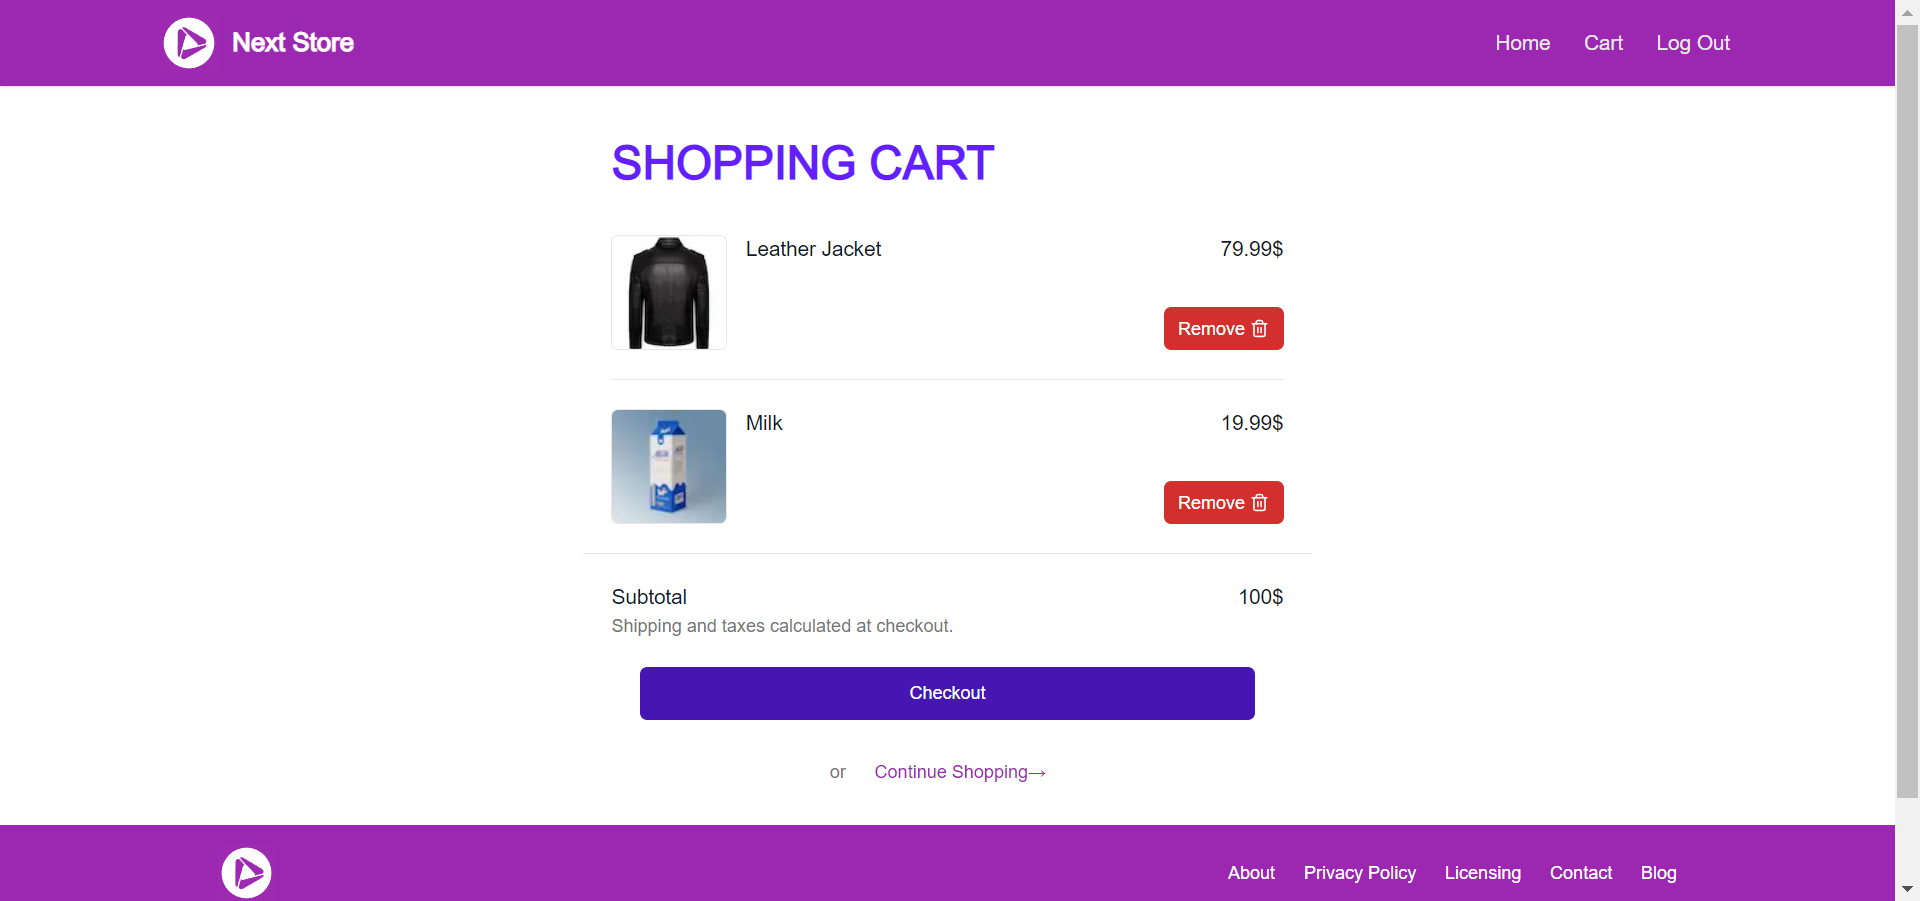 Next Store
Home Cart Log Out
SHOPPING CART
Leather Jacket 79.99$
Remove
Milk 19.99$
Remove
Subtotal 100$
Shipping and taxes calculated at checkout.
Checkout
or Continue Shopping→
About Privacy Policy Licensing Contact Blog